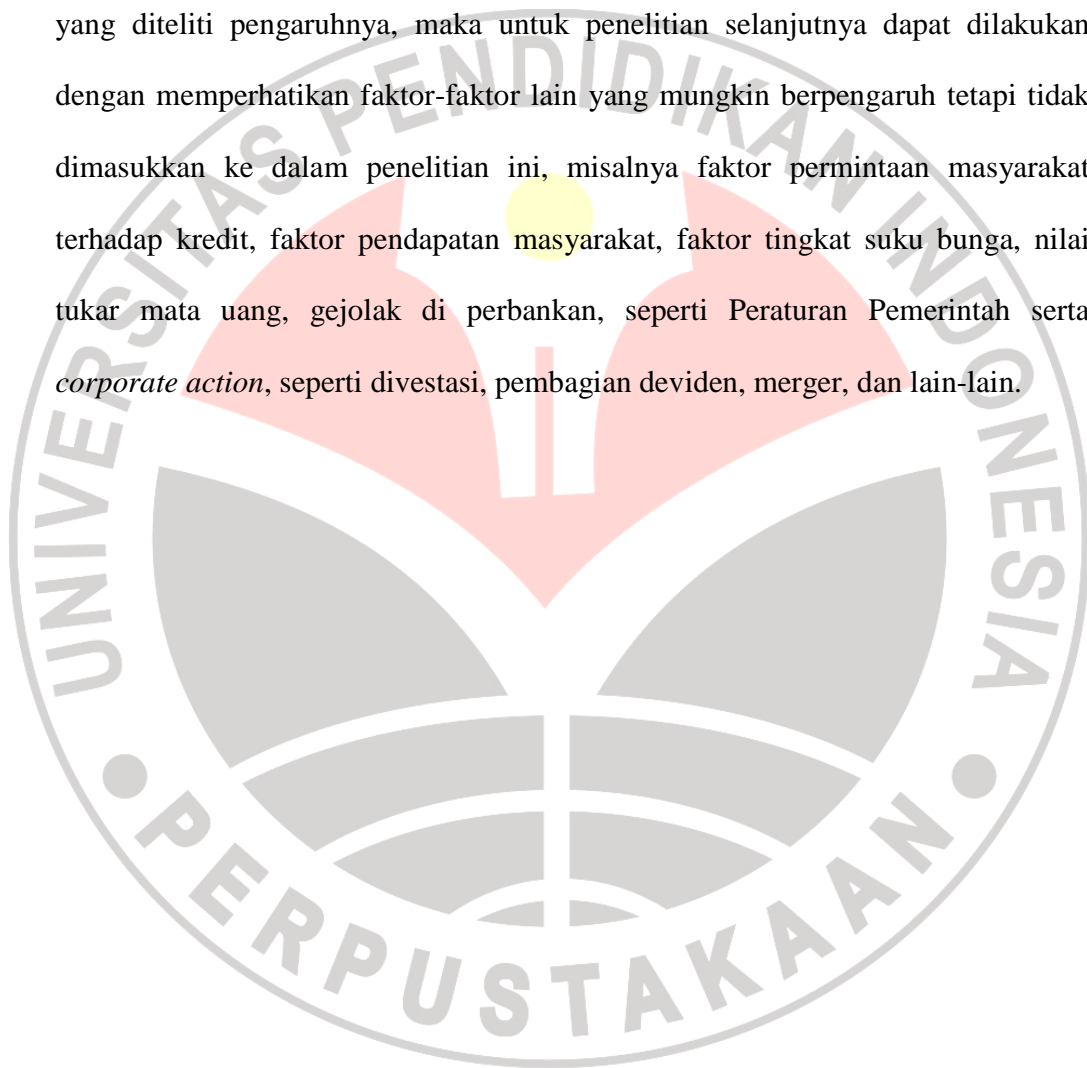 yang diteliti pengaruhnya, maka untuk penelitian selanjutnya dapat dilakukan
dengan memperhatikan faktor-faktor lain yang mungkin berpengaruh tetapi tidak
dimasukkan ke dalam penelitian ini, misalnya faktor permintaan masyarakat
terhadap kredit, faktor pendapatan masyarakat, faktor tingkat suku bunga, nilai
tukar mata uang, gejolak di perbankan, seperti Peraturan Pemerintah serta
corporate action, seperti divestasi, pembagian deviden, merger, dan lain-lain.
UNIVERSITAS PENDIDIKAN INDONESIA
PERPUSTAKAAN